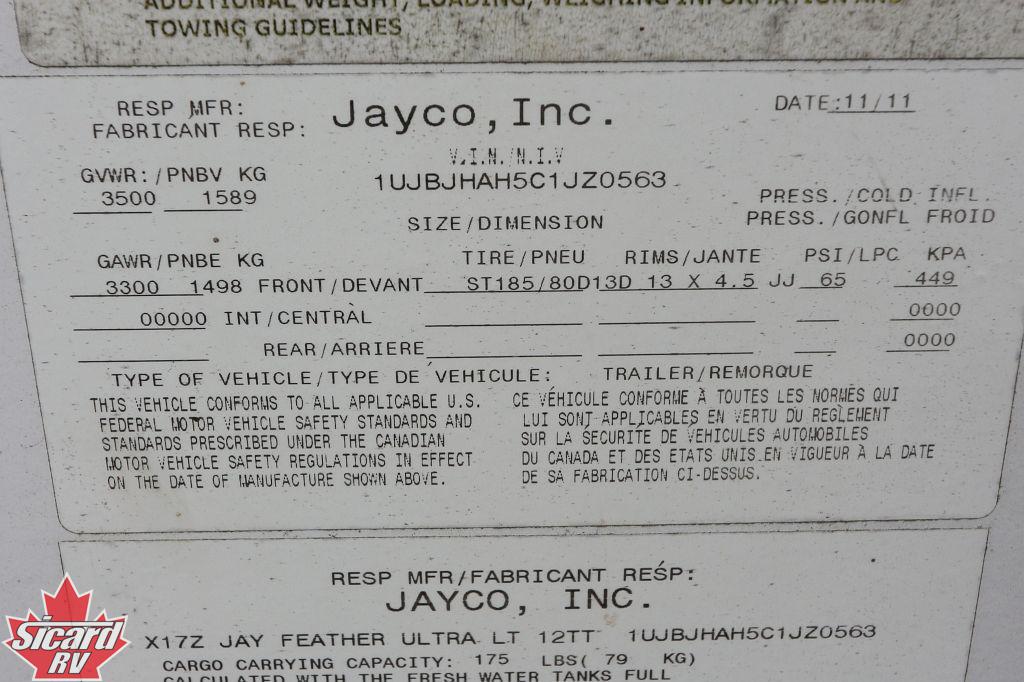 ADDITIONAL WEIGHT, LOADING, WEIGHING INFORMATION AND
TOWING GUIDELINES
RESP MFR: Jayco, Inc. DATE:11/11
FABRICANT RESP:
V.I.N./N.I.V
GVWR:/PNBV KG 1UJBJHAH5C1JZ0563
3500 1589 PRESS./COLD INFL.
SIZE/DIMENSION PRESS./GONFL FROID
GAWR/PNBE KG TIRE/PNEU RIMS/JANTE PSI/LPC KPA
3300 1498 FRONT/DEVANT ST185/80D13D 13 X 4.5 JJ 65 449
00000 INT/CENTRAL 0000
REAR/ARRIERE 0000
TYPE OF VEHICLE/TYPE DE VEHICULE: TRAILER/REMORQUE
THIS VEHICLE CONFORMS TO ALL APPLICABLE U.S.
FEDERAL MOTOR VEHICLE SAFETY STANDARDS AND
STANDARDS PRESCRIBED UNDER THE CANADIAN
MOTOR VEHICLE SAFETY REGULATIONS IN EFFECT
ON THE DATE OF MANUFACTURE SHOWN ABOVE.
CE VÉHICULE CONFORME À TOUTES LES NORMES QUI
LUI SONT APPLICABLES EN VERTU DU REGLEMENT
SUR LA SECURITE DE VEHICULES AUTOMOBILES
DU CANADA ET DES ETATS UNIS EN VIGUEUR À LA DATE
DE SA FABRICATION CI-DESSUS.
RESP MFR/FABRICANT RESP:
JAYCO, INC.
X17Z JAY FEATHER ULTRA LT 12TT 1UJBJHAH5C1JZ0563
CARGO CARRYING CAPACITY: 175 LBS( 79 KG)
CALCULATED WITH THE FRESH WATER TANKS FULL
Sicard
RV